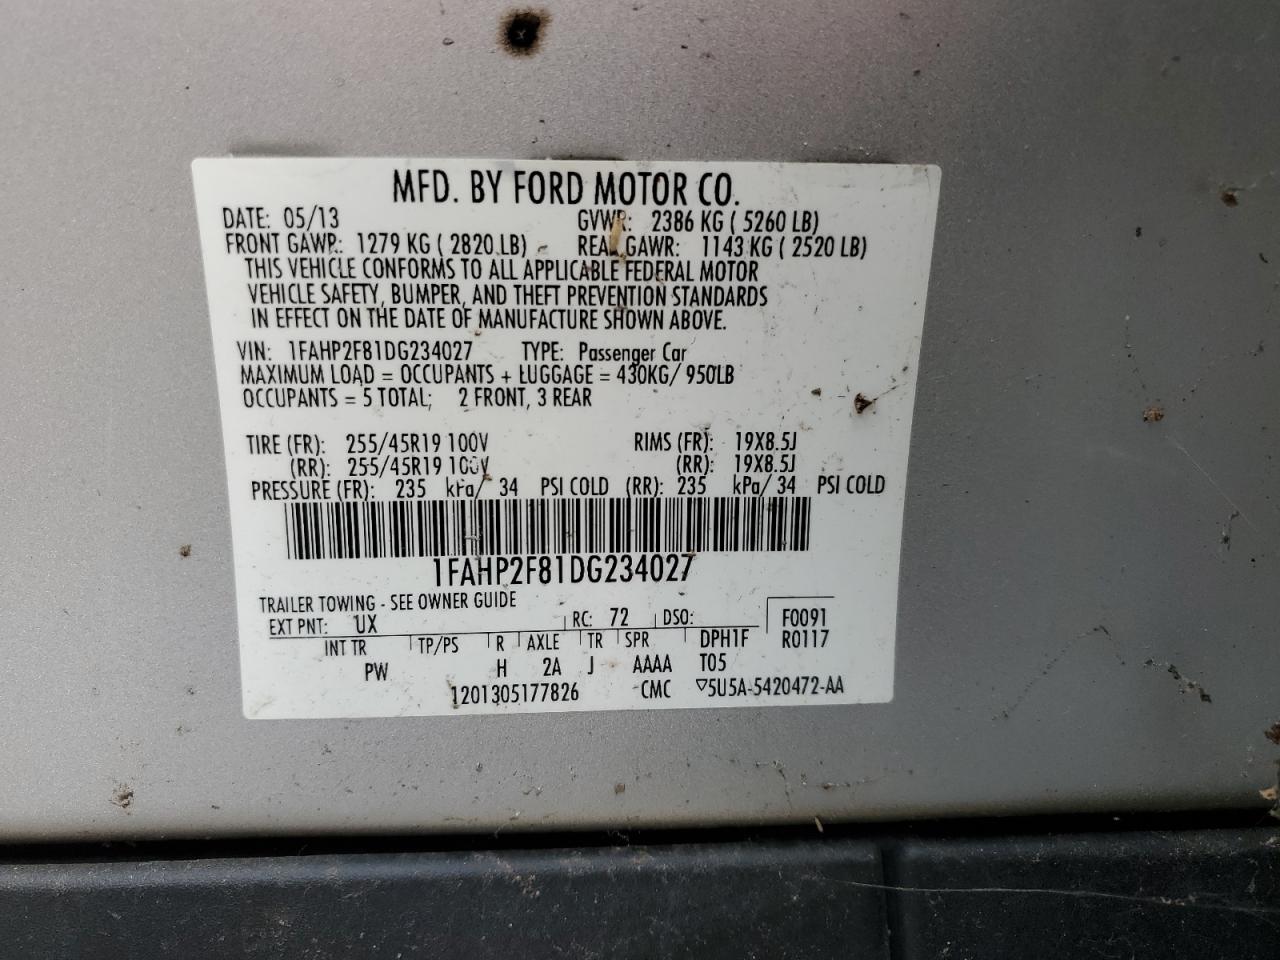 MFD. BY FORD MOTOR CO.
DATE: 05/13 GVWR: 2386 KG ( 5260 LB)
FRONT GAWR: 1279 KG ( 2820 LB) REAR GAWR: 1143 KG ( 2520 LB)
THIS VEHICLE CONFORMS TO ALL APPLICABLE FEDERAL MOTOR
VEHICLE SAFETY, BUMPER, AND THEFT PREVENTION STANDARDS
IN EFFECT ON THE DATE OF MANUFACTURE SHOWN ABOVE.
VIN: 1FAHP2F81DG234027 TYPE: Passenger Car
MAXIMUM LOAD = OCCUPANTS + LUGGAGE = 430KG/ 950LB
OCCUPANTS = 5 TOTAL; 2 FRONT, 3 REAR
TIRE (FR): 255/45R19 100V RIMS (FR): 19X8.5J
(RR): 255/45R19 100V (RR): 19X8.5J
PRESSURE (FR): 235 kPa/ 34 PSI COLD (RR): 235 kPa/ 34 PSI COLD
1FAHP2F81DG234027
TRAILER TOWING - SEE OWNER GUIDE
EXT PNT: UX RC: 72 DSO: F0091
INT TR TP/PS R AXLE TR SPR DPH1F R0117
PW H 2A J AAAA T05
1201305177826 CMC ▽5U5A-5420472-AA